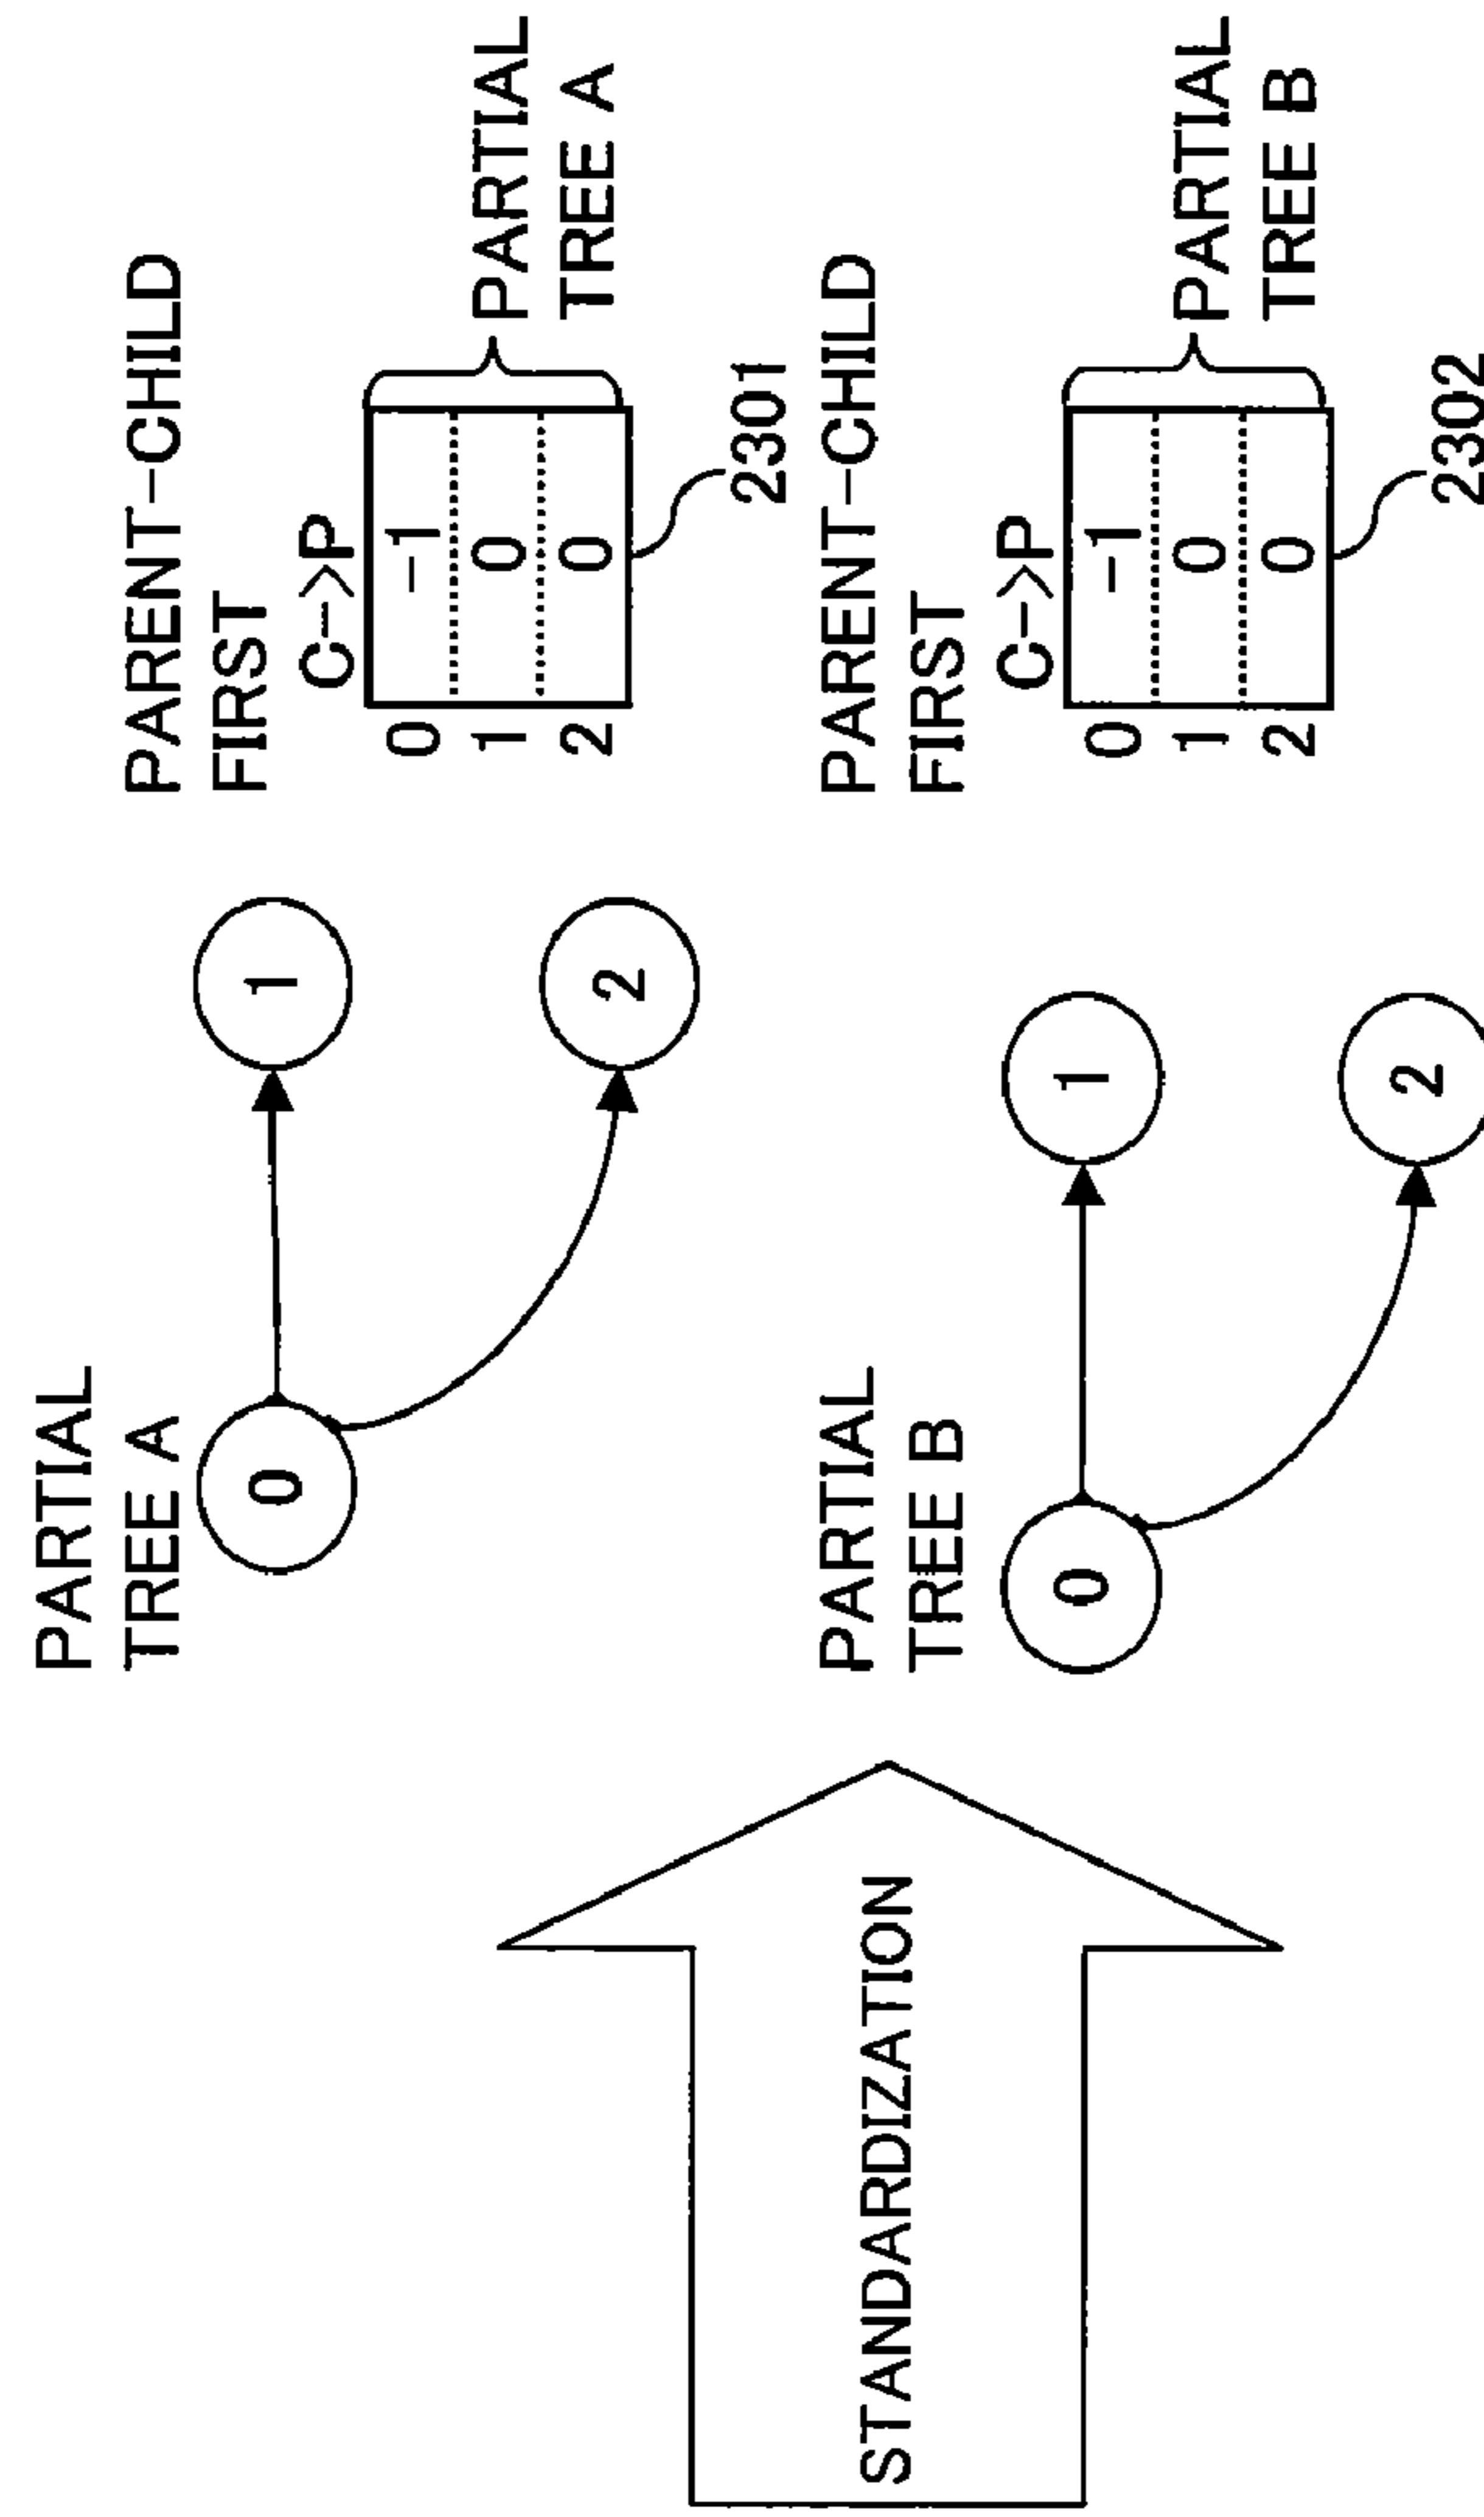 PARTIAL
TREE A
0
1
2
PARENT-CHILD
FIRST
C->P
0 -1
1 0
2 0
PARTIAL
TREE A
2301
STANDARDIZATION
PARTIAL
TREE B
0
1
2
PARENT-CHILD
FIRST
C->P
0 -1
1 0
2 0
PARTIAL
TREE B
2302